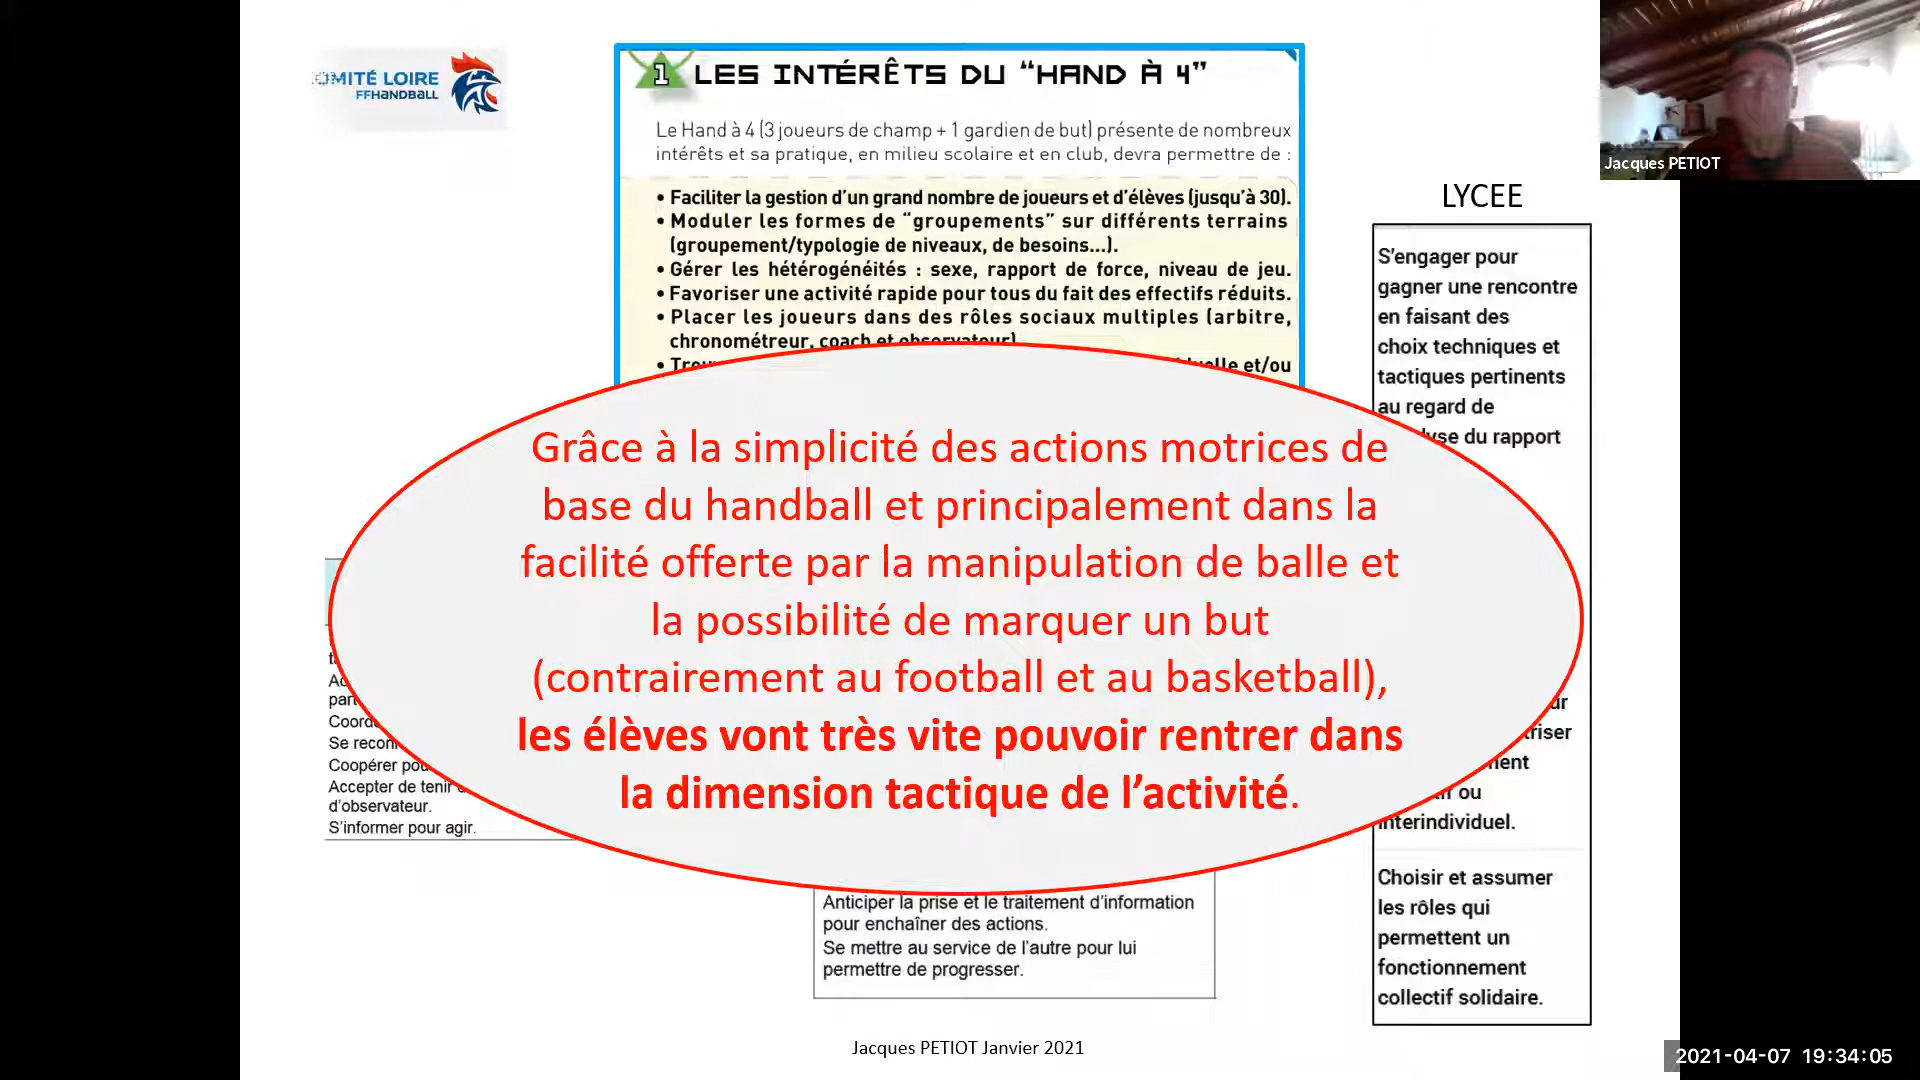 OMITÉ LOIRE
FFHANDBALL
1 LES INTÉRÊTS DU “HAND À 4”
Le Hand à 4 (3 joueurs de champ + 1 gardien de but) présente de nombreux
intérêts et sa pratique, en milieu scolaire et en club, devra permettre de :
• Faciliter la gestion d’un grand nombre de joueurs et d’élèves (jusqu’à 30).
• Moduler les formes de “groupements” sur différents terrains
(groupement/typologie de niveaux, de besoins...).
• Gérer les hétérogénéités : sexe, rapport de force, niveau de jeu.
• Favoriser une activité rapide pour tous du fait des effectifs réduits.
• Placer les joueurs dans des rôles sociaux multiples (arbitre,
chronométreur, coach et observateur)
et/ou
Jacques PETIOT
LYCEE
S’engager pour
gagner une rencontre
en faisant des
choix techniques et
tactiques pertinents
au regard de
du rapport
ou
interindividuel.
Choisir et assumer
les rôles qui
permettent un
fonctionnement
collectif solidaire.
Grâce à la simplicité des actions motrices de
base du handball et principalement dans la
facilité offerte par la manipulation de balle et
la possibilité de marquer un but
(contrairement au football et au basketball),
les élèves vont très vite pouvoir rentrer dans
la dimension tactique de l’activité.
Coopérer
Accepter de tenir
d’observateur.
S’informer pour agir.
Anticiper la prise et le traitement d’information
pour enchaîner des actions.
Se mettre au service de l’autre pour lui
permettre de progresser.
Jacques PETIOT Janvier 2021
2021-04-07 19:34:05